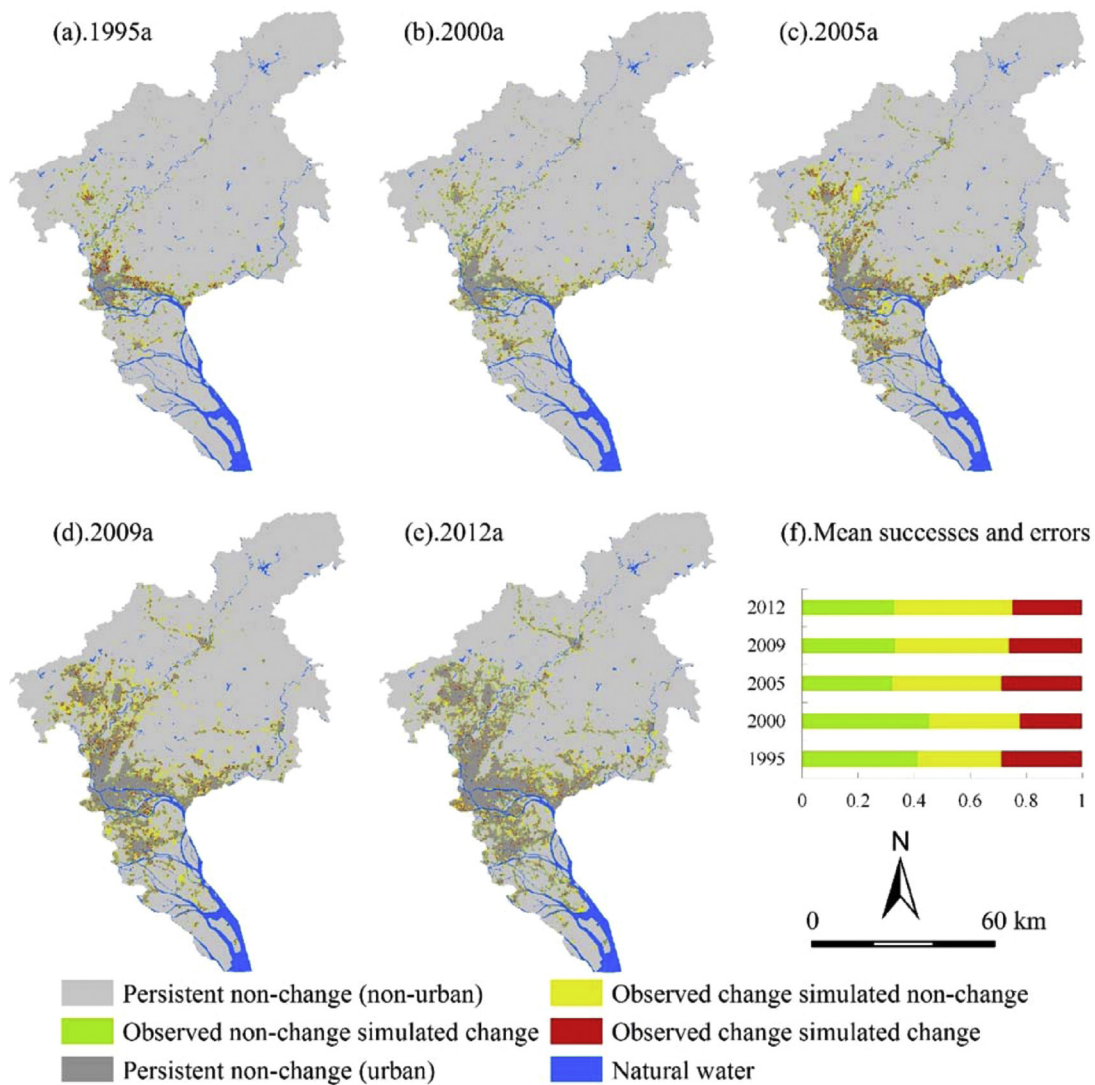 (a).1995a
(b).2000a
(c).2005a
(d).2009a
(e).2012a
(f).Mean successes and errors
2012
2009
2005
2000
1995
0 0.2 0.4 0.6 0.8 1
N
0 60 km
Persistent non-change (non-urban)
Observed change simulated non-change
Observed non-change simulated change
Observed change simulated change
Persistent non-change (urban)
Natural water